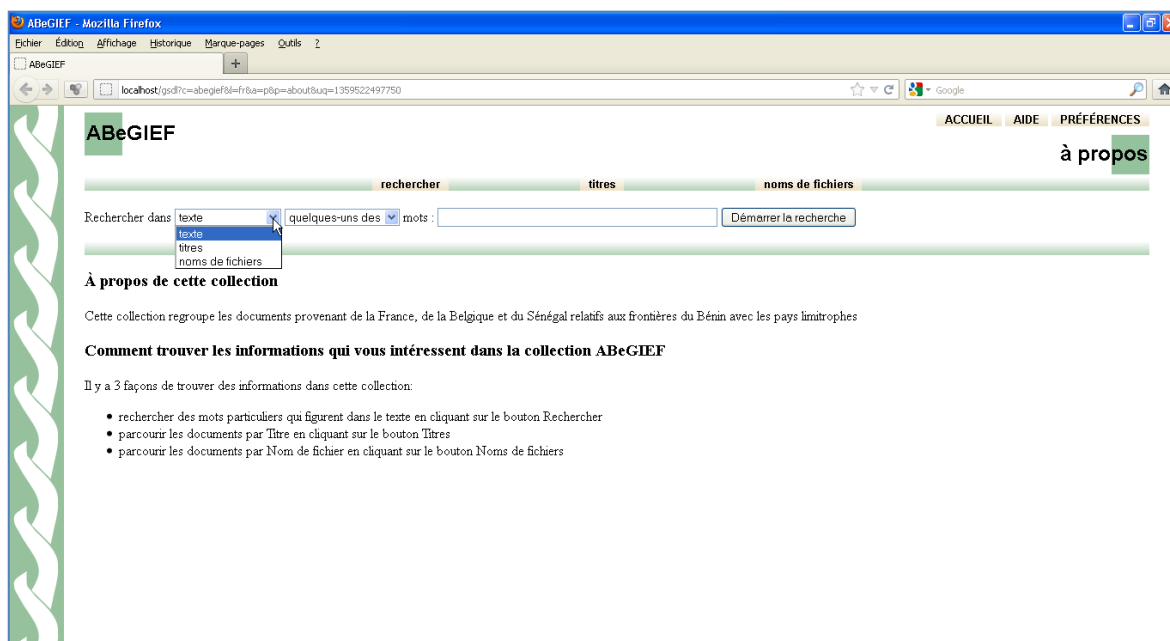 ABeGIEF - Mozilla Firefox
Fichier Édition Affichage Historique Marque-pages Outils ?
ABeGIEF +
localhost/gsdl?c=abegief&l=fr&a=p&p=about&uq=1359522497750 Google
ACCUEIL AIDE PRÉFÉRENCES
ABeGIEF
à propos
rechercher titres noms de fichiers
Rechercher dans texte quelques-uns des mots : Démarrer la recherche
texte
titres
noms de fichiers
À propos de cette collection
Cette collection regroupe les documents provenant de la France, de la Belgique et du Sénégal relatifs aux frontières du Bénin avec les pays limitrophes
Comment trouver les informations qui vous intéressent dans la collection ABeGIEF
Il y a 3 façons de trouver des informations dans cette collection:
• rechercher des mots particuliers qui figurent dans le texte en cliquant sur le bouton Rechercher
• parcourir les documents par Titre en cliquant sur le bouton Titres
• parcourir les documents par Nom de fichier en cliquant sur le bouton Noms de fichiers